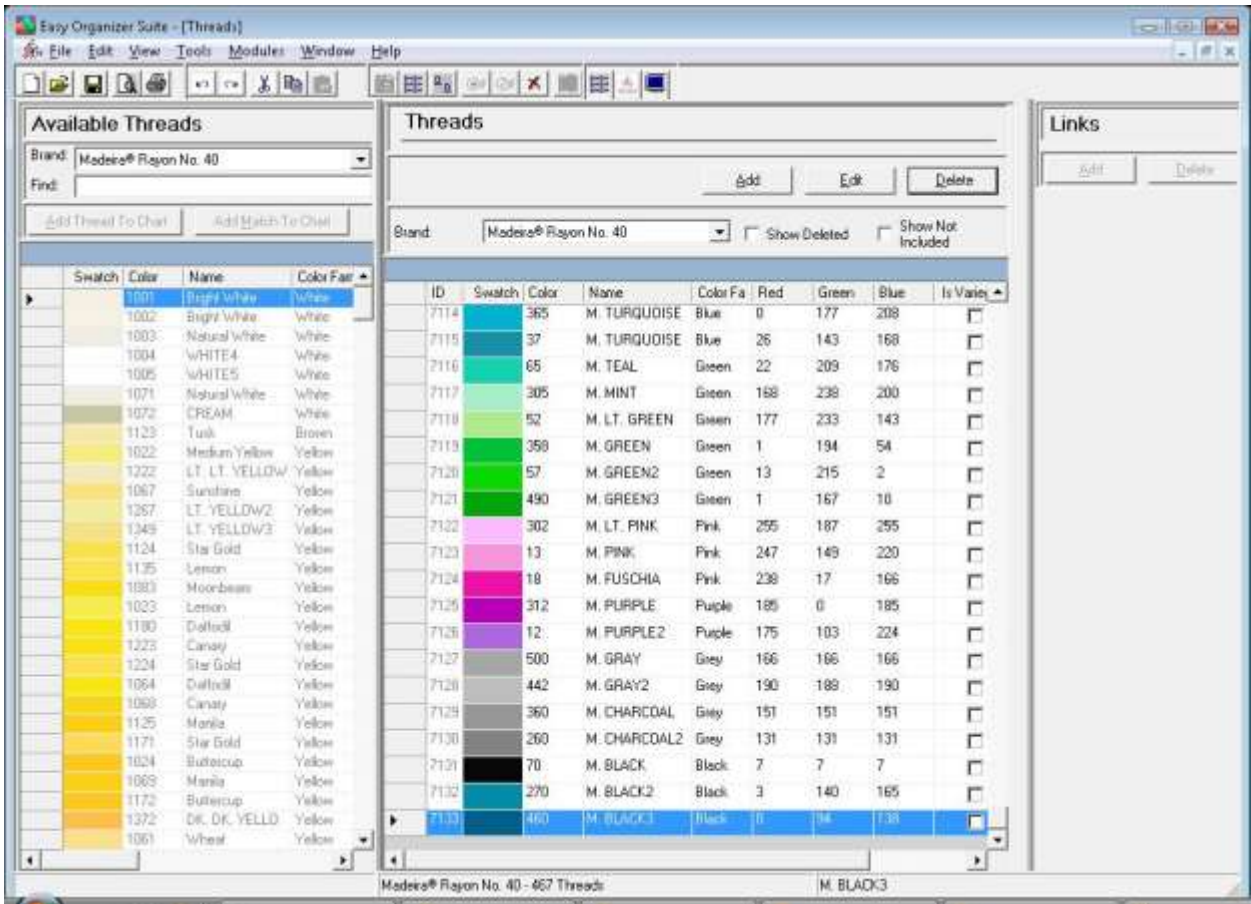 Easy Organizer Suite - [Threads]
File Edit View Tools Modules Window Help
Available Threads
Brand: Madeira® Rayon No. 40
Find:
Add Thread To Chart Add Match To Chart
Swatch Color Name Color Fam
1001 Bright White White
1002 Bright White White
1003 Natural White White
1004 WHITE4 White
1005 WHITE5 White
1071 Natural White White
1072 CREAM White
1123 Tusk Brown
1022 Medium Yellow Yellow
1222 LT. LT. YELLOW Yellow
1067 Sunshine Yellow
1267 LT. YELLOW2 Yellow
1349 LT. YELLOW3 Yellow
1124 Star Gold Yellow
1135 Lemon Yellow
1083 Moonbeam Yellow
1023 Lemon Yellow
1180 Daffodil Yellow
1223 Canary Yellow
1224 Star Gold Yellow
1064 Daffodil Yellow
1068 Canary Yellow
1125 Manila Yellow
1171 Star Gold Yellow
1024 Buttercup Yellow
1069 Manila Yellow
1172 Buttercup Yellow
1372 DK. DK. YELLO Yellow
1061 Wheat Yellow
Threads
Add Edit Delete
Brand: Madeira® Rayon No. 40 Show Deleted Show Not Included
ID Swatch Color Name Color Fa Red Green Blue Is Varieg
7114 365 M. TURQUOISE Blue 0 177 208
7115 37 M. TURQUOISE Blue 26 143 168
7116 65 M. TEAL Green 22 209 176
7117 305 M. MINT Green 168 238 200
7118 52 M. LT. GREEN Green 177 233 143
7119 358 M. GREEN Green 1 194 54
7120 57 M. GREEN2 Green 13 215 2
7121 490 M. GREEN3 Green 1 167 10
7122 302 M. LT. PINK Pink 255 187 255
7123 13 M. PINK Pink 247 149 220
7124 18 M. FUSCHIA Pink 238 17 166
7125 312 M. PURPLE Purple 185 0 185
7126 12 M. PURPLE2 Purple 175 103 224
7127 500 M. GRAY Grey 166 166 166
7128 442 M. GRAY2 Grey 190 189 190
7129 360 M. CHARCOAL Grey 151 151 151
7130 260 M. CHARCOAL2 Grey 131 131 131
7131 70 M. BLACK Black 7 7 7
7132 270 M. BLACK2 Black 3 140 165
7133 460 M. BLACK3 Black 8 94 138
Links
Add Delete
Madeira® Rayon No. 40 - 467 Threads M. BLACK3